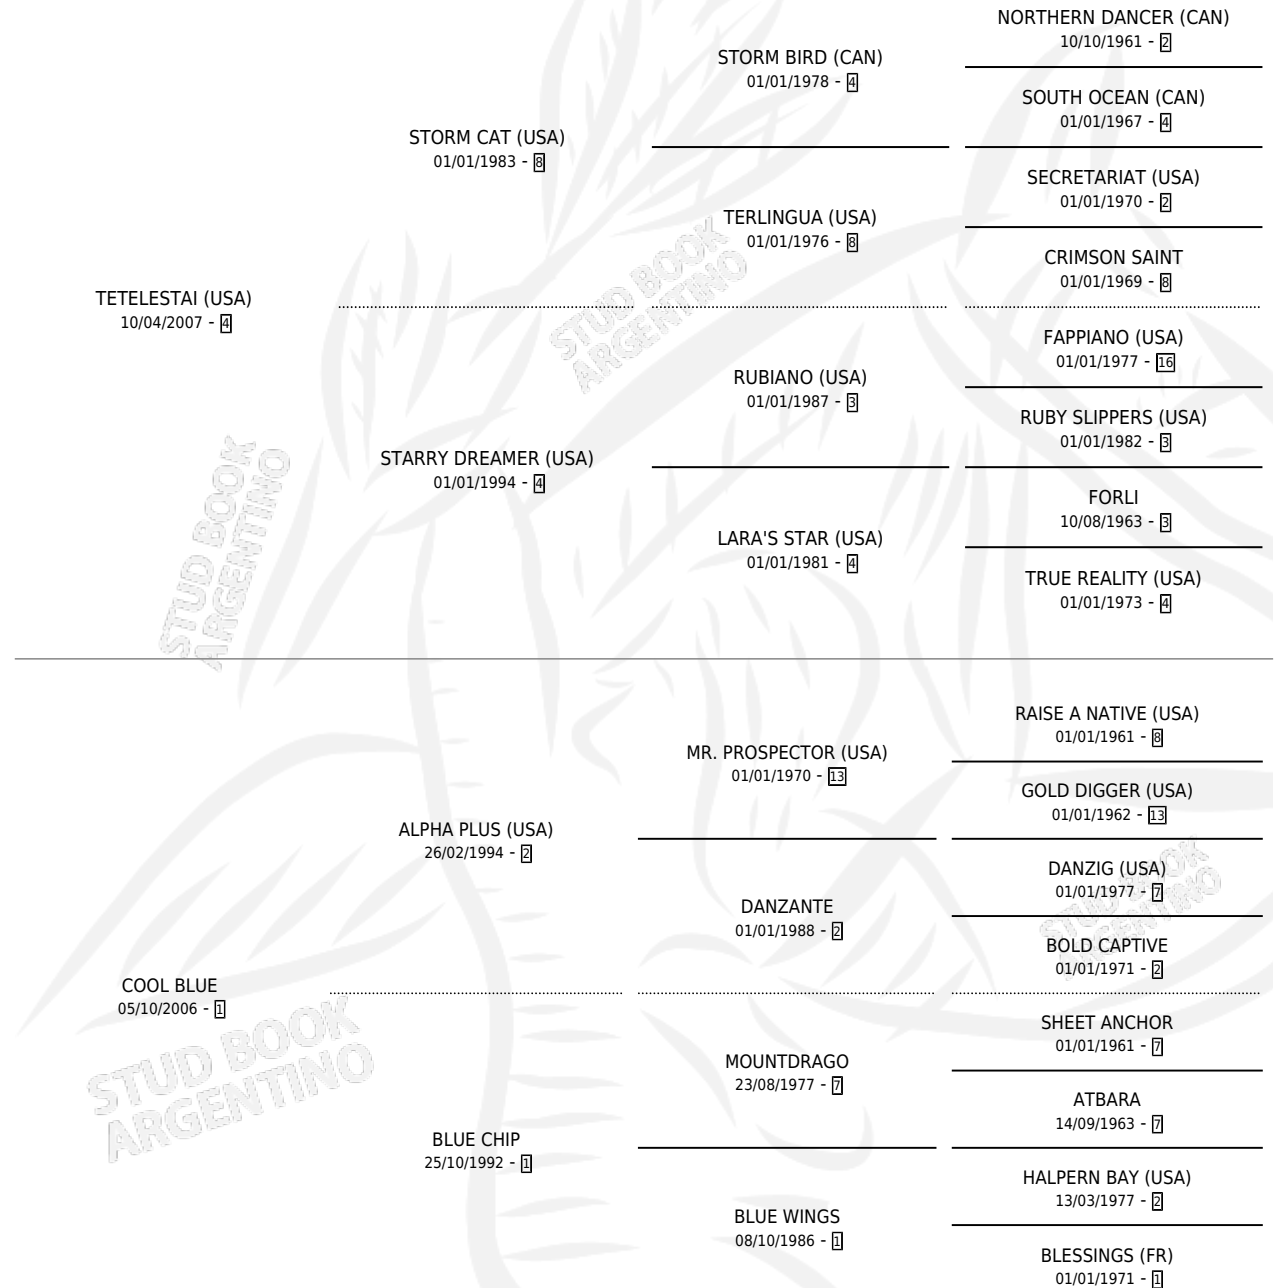 NORTHERN DANCER (CAN)
10/10/1961 - 2
STORM BIRD (CAN)
01/01/1978 - 4
SOUTH OCEAN (CAN)
01/01/1967 - 4
STORM CAT (USA)
01/01/1983 - 8
SECRETARIAT (USA)
01/01/1970 - 2
TERLINGUA (USA)
01/01/1976 - 8
CRIMSON SAINT
01/01/1969 - 8
TETELESTAI (USA)
10/04/2007 - 4
FAPPIANO (USA)
01/01/1977 - 16
RUBIANO (USA)
01/01/1987 - 3
RUBY SLIPPERS (USA)
01/01/1982 - 3
STARRY DREAMER (USA)
01/01/1994 - 4
FORLI
10/08/1963 - 3
LARA'S STAR (USA)
01/01/1981 - 4
TRUE REALITY (USA)
01/01/1973 - 4
RAISE A NATIVE (USA)
01/01/1961 - 8
MR. PROSPECTOR (USA)
01/01/1970 - 13
GOLD DIGGER (USA)
01/01/1962 - 13
ALPHA PLUS (USA)
26/02/1994 - 2
DANZIG (USA)
01/01/1977 - 7
DANZANTE
01/01/1988 - 2
BOLD CAPTIVE
01/01/1971 - 2
COOL BLUE
05/10/2006 - 1
SHEET ANCHOR
01/01/1961 - 7
MOUNTDRAGO
23/08/1977 - 7
ATBARA
14/09/1963 - 7
BLUE CHIP
25/10/1992 - 1
HALPERN BAY (USA)
13/03/1977 - 2
BLUE WINGS
08/10/1986 - 1
BLESSINGS (FR)
01/01/1971 - 1
STUD BOOK
ARGENTINO
STUD BOOK
ARGENTINO
STUD BOOK
ARGENTINO
STUD BOOK
ARGENTINO